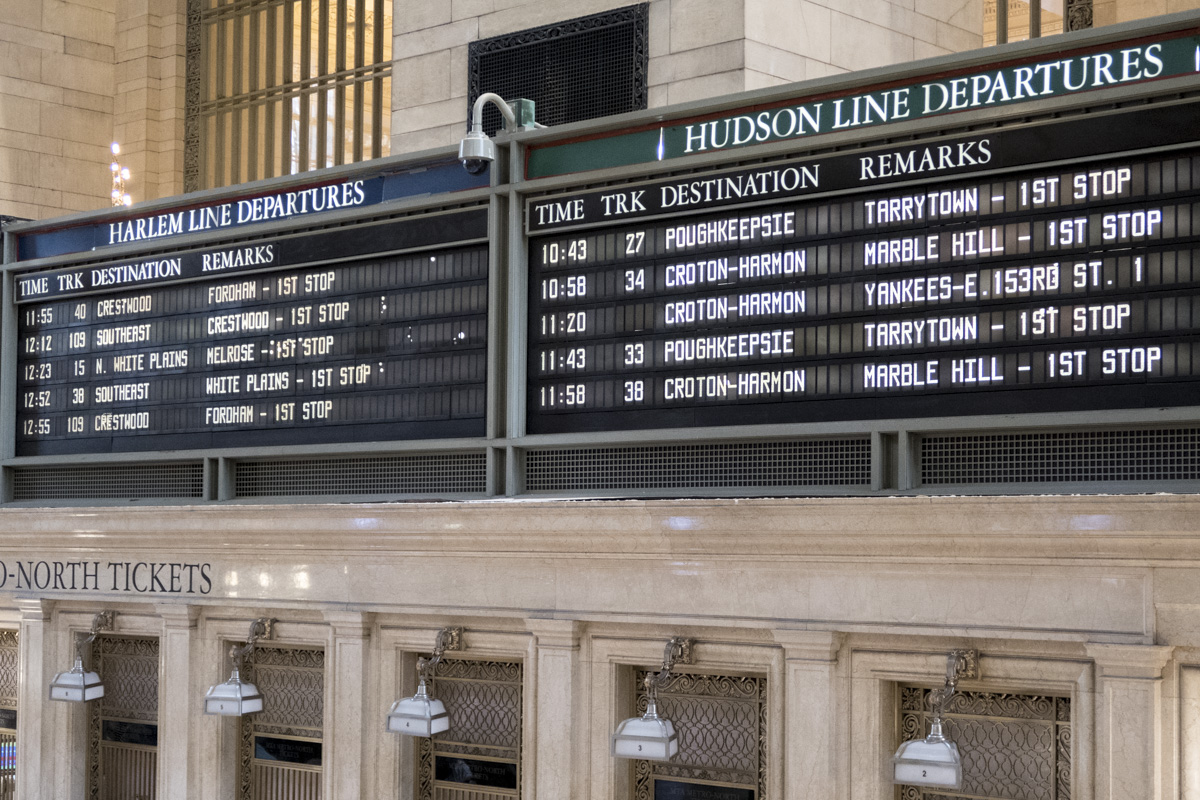 HARLEM LINE DEPARTURES
TIME TRK DESTINATION REMARKS
11:55 40 CRESTWOOD FORDHAM - 1ST STOP
12:12 109 SOUTHEAST CRESTWOOD - 1ST STOP
12:23 15 N. WHITE PLAINS MELROSE - 1ST STOP
12:52 38 SOUTHEAST WHITE PLAINS - 1ST STOP
12:55 109 CRESTWOOD FORDHAM - 1ST STOP
HUDSON LINE DEPARTURES
TIME TRK DESTINATION REMARKS
10:43 27 POUGHKEEPSIE TARRYTOWN - 1ST STOP
10:58 34 CROTON-HARMON MARBLE HILL - 1ST STOP
11:20 CROTON-HARMON YANKEES-E.153RD ST. 1
11:43 33 POUGHKEEPSIE TARRYTOWN - 1ST STOP
11:58 38 CROTON-HARMON MARBLE HILL - 1ST STOP
O-NORTH TICKETS
3
2